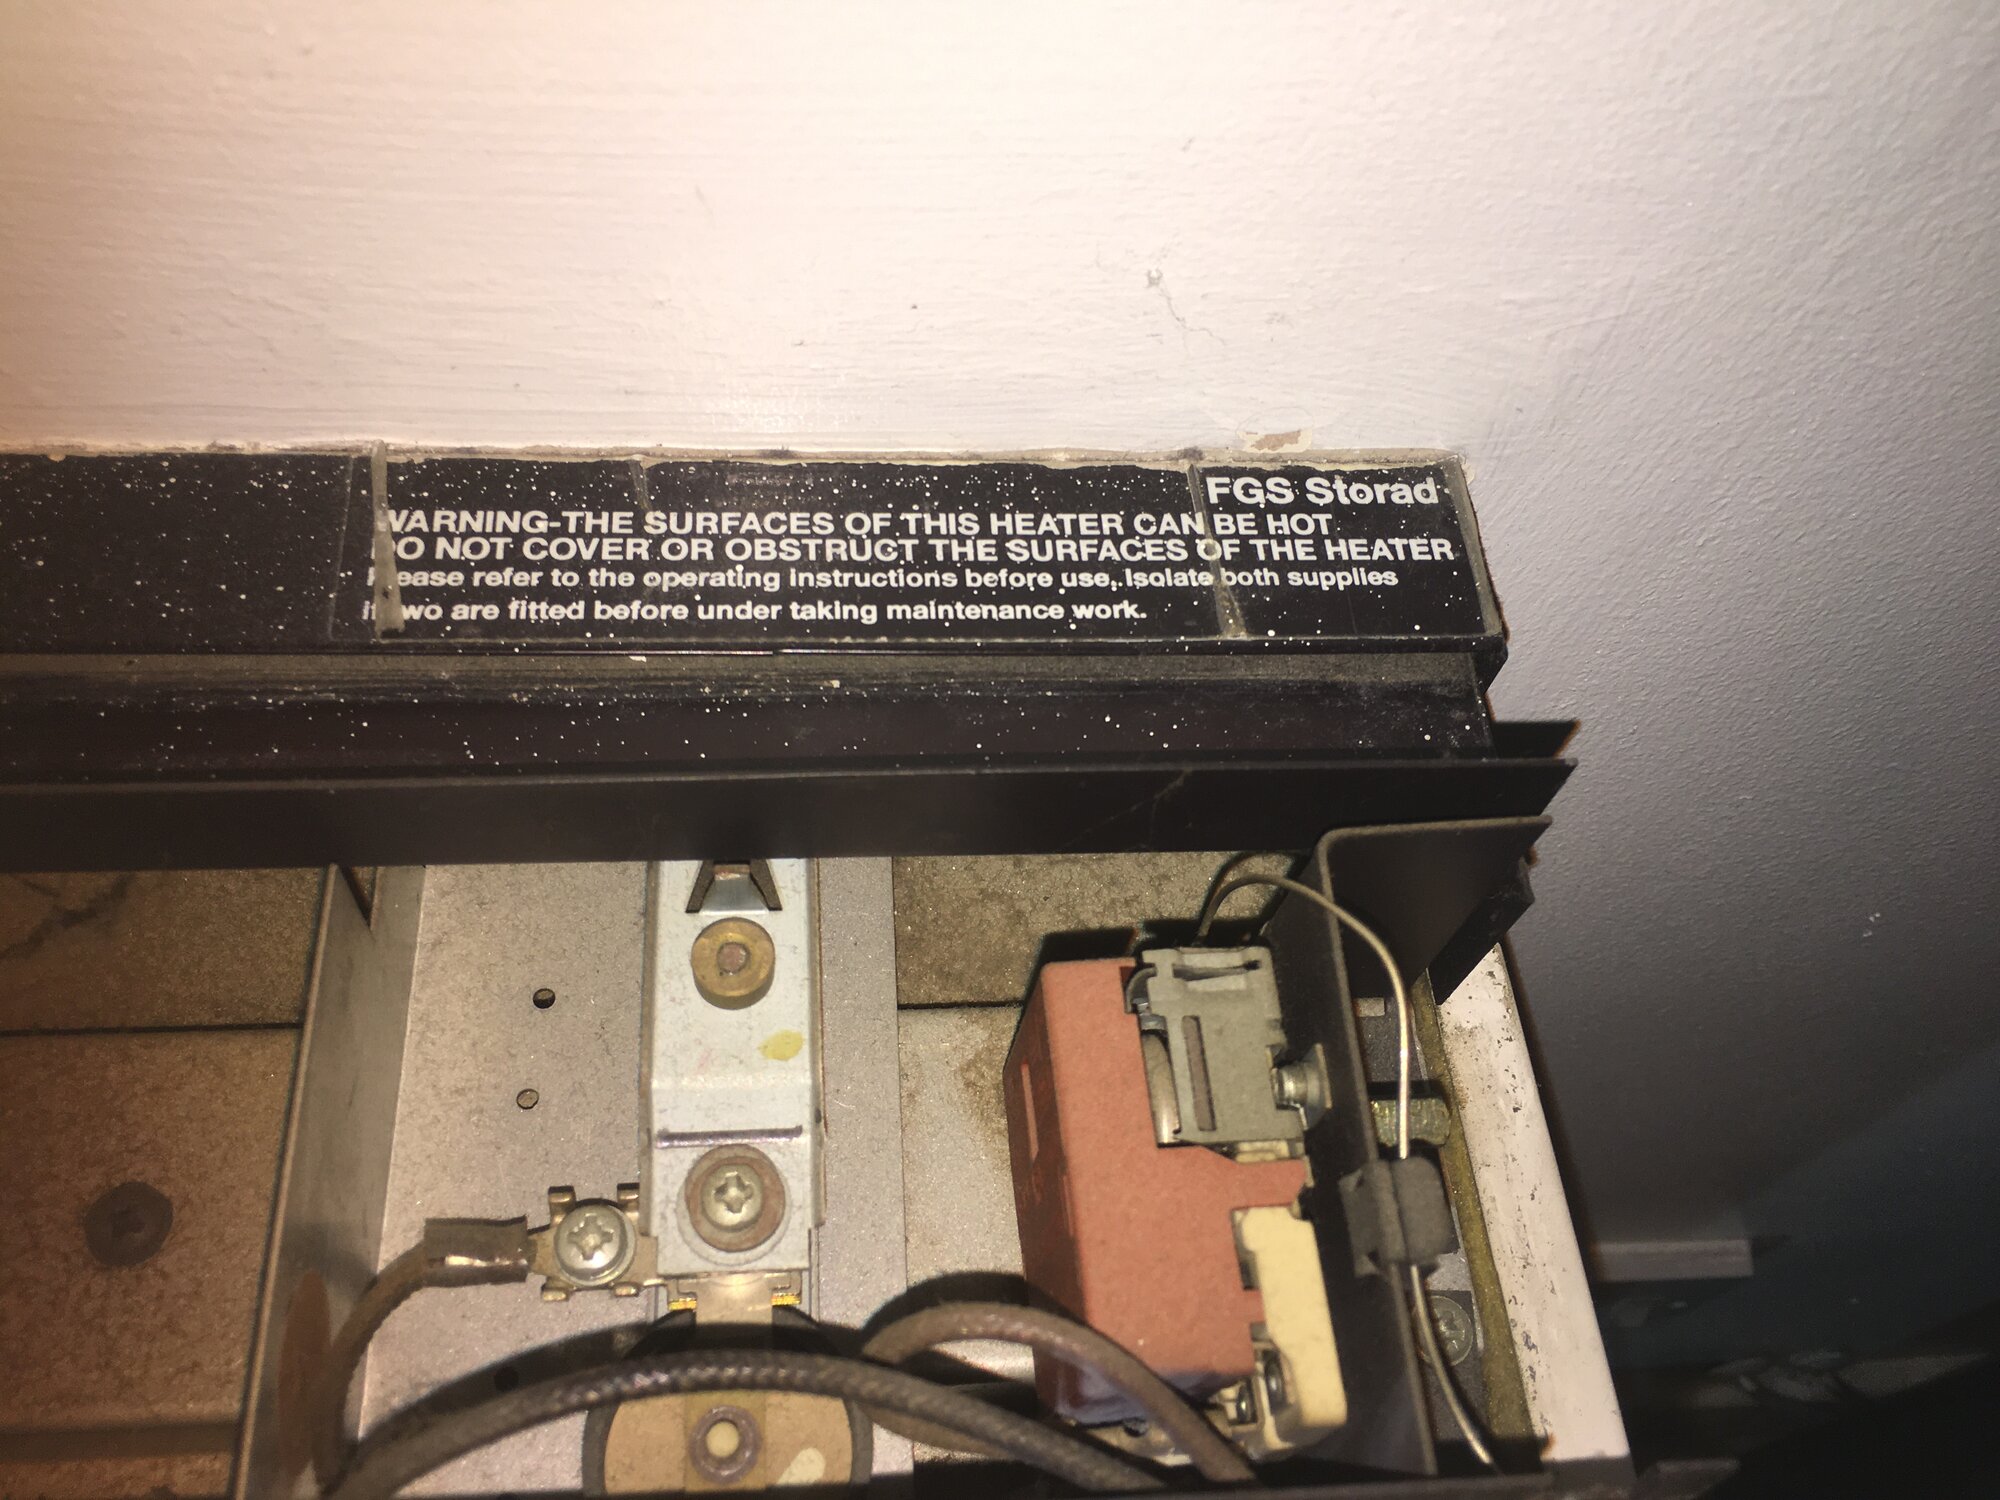 FGS Storad
WARNING-THE SURFACES OF THIS HEATER CAN BE HOT
DO NOT COVER OR OBSTRUCT THE SURFACES OF THE HEATER
Please refer to the operating instructions before use. Isolate both supplies
if two are fitted before under taking maintenance work.